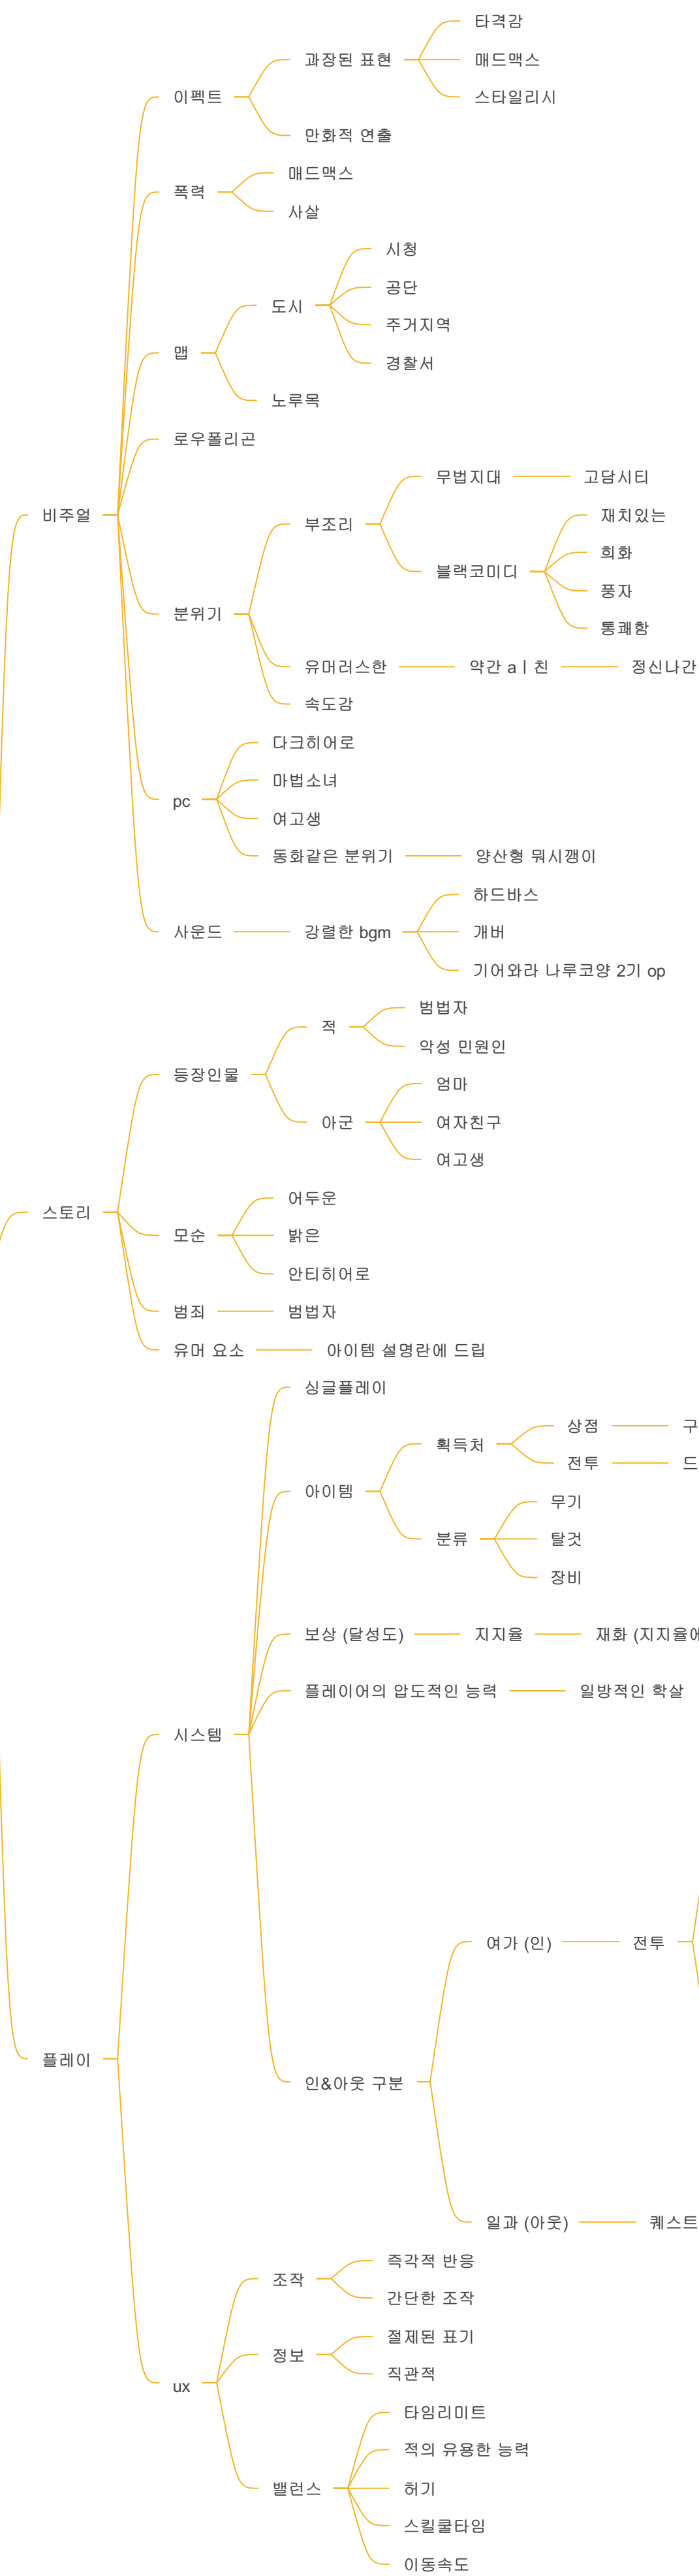 타격감
과장된 표현
매드맥스
이펙트
스타일리시
만화적 연출
매드맥스
폭력
사살
시청
공단
도시
주거지역
맵
경찰서
노루목
로우폴리곤
무법지대
고담시티
비주얼
부조리
재치있는
희화
블랙코미디
풍자
분위기
통쾌함
유머러스한
약간 a ㅣ 친
정신나간
속도감
다크히어로
마법소녀
pc
여고생
동화같은 분위기
양산형 뭐시깽이
하드바스
사운드
강렬한 bgm
개버
기어와라 나루코양 2기 op
범법자
적
악성 민원인
등장인물
엄마
아군
여자친구
여고생
어두운
스토리
모순
밝은
안티히어로
범죄
범법자
유머 요소
아이템 설명란에 드립
싱글플레이
상점
구
획득처
전투
드
아이템
무기
분류
탈것
장비
보상 (달성도)
지지율
재화 (지지율에
플레이어의 압도적인 능력
일방적인 학살
시스템
여가 (인)
전투
플레이
인&아웃 구분
일과 (아웃)
퀘스트
즉각적 반응
조작
간단한 조작
절제된 표기
정보
직관적
ux
타임리미트
적의 유용한 능력
밸런스
허기
스킬쿨타임
이동속도